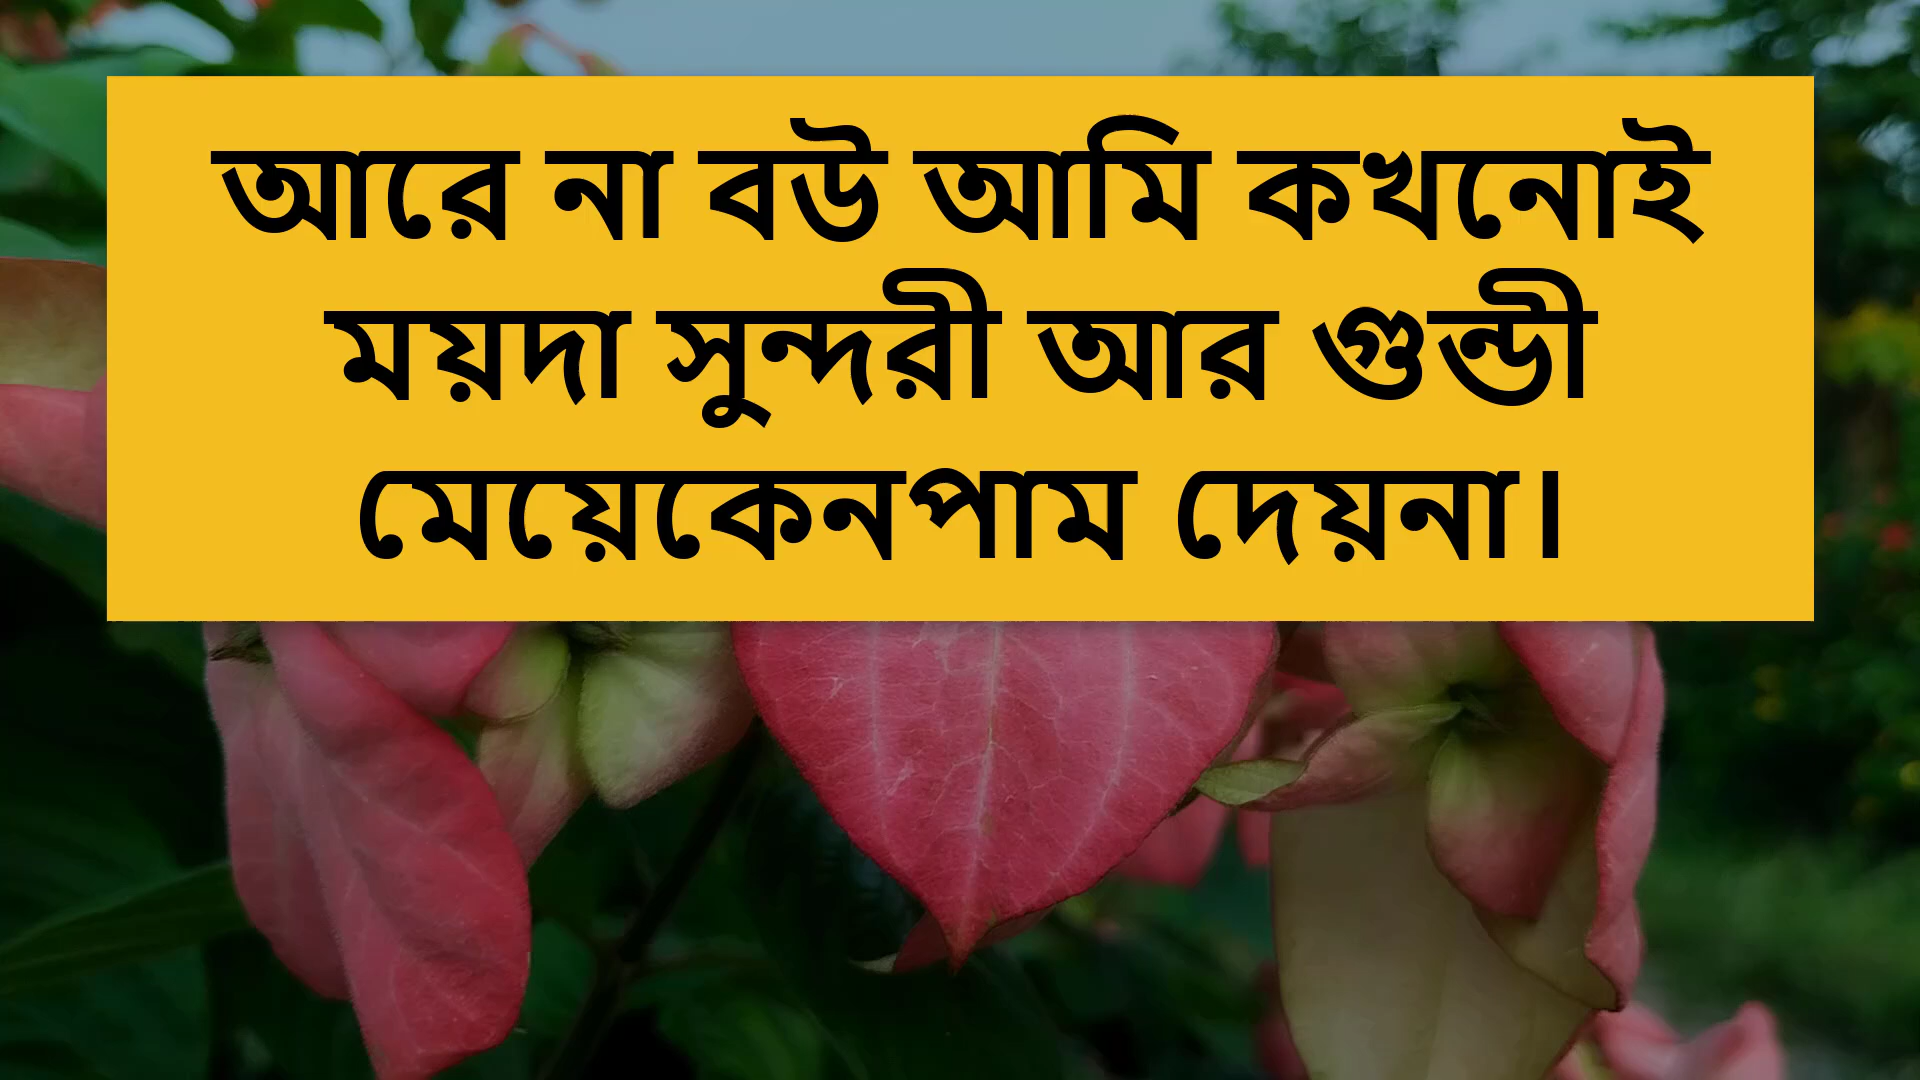 আরে না বউ আমি কখনোই
ময়দা সুন্দরী আর গুন্ডী
মেয়েকেনপাম দেয়না।